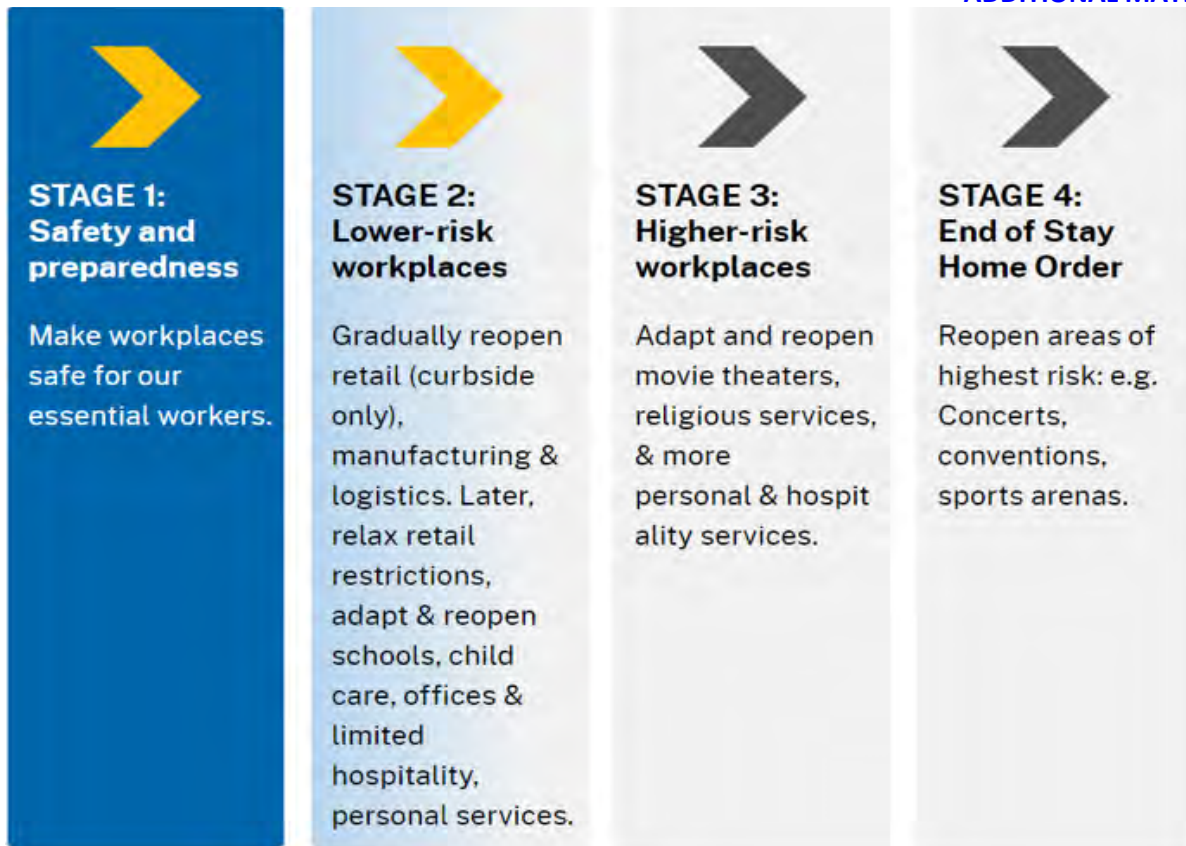 STAGE 1:
Safety and
preparedness
Make workplaces
safe for our
essential workers.
STAGE 2:
Lower-risk
workplaces
Gradually reopen
retail (curbside
only),
manufacturing &
logistics. Later,
relax retail
restrictions,
adapt & reopen
schools, child
care, offices &
limited
hospitality,
personal services.
STAGE 3:
Higher-risk
workplaces
Adapt and reopen
movie theaters,
religious services,
& more
personal & hospit
ality services.
STAGE 4:
End of Stay
Home Order
Reopen areas of
highest risk: e.g.
Concerts,
conventions,
sports arenas.